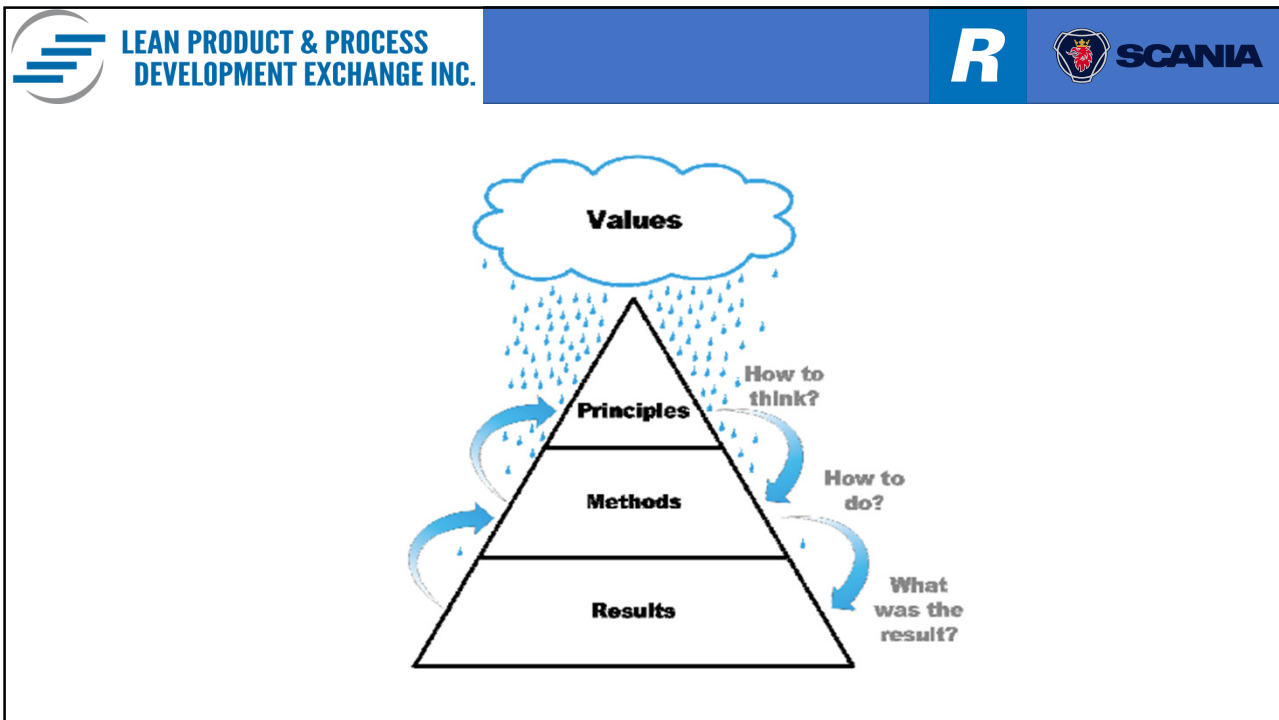 LEAN PRODUCT & PROCESS
DEVELOPMENT EXCHANGE INC.
R
SCANIA
Values
How to
think?
Principles
How to
do?
Methods
What
was the
result?
Results